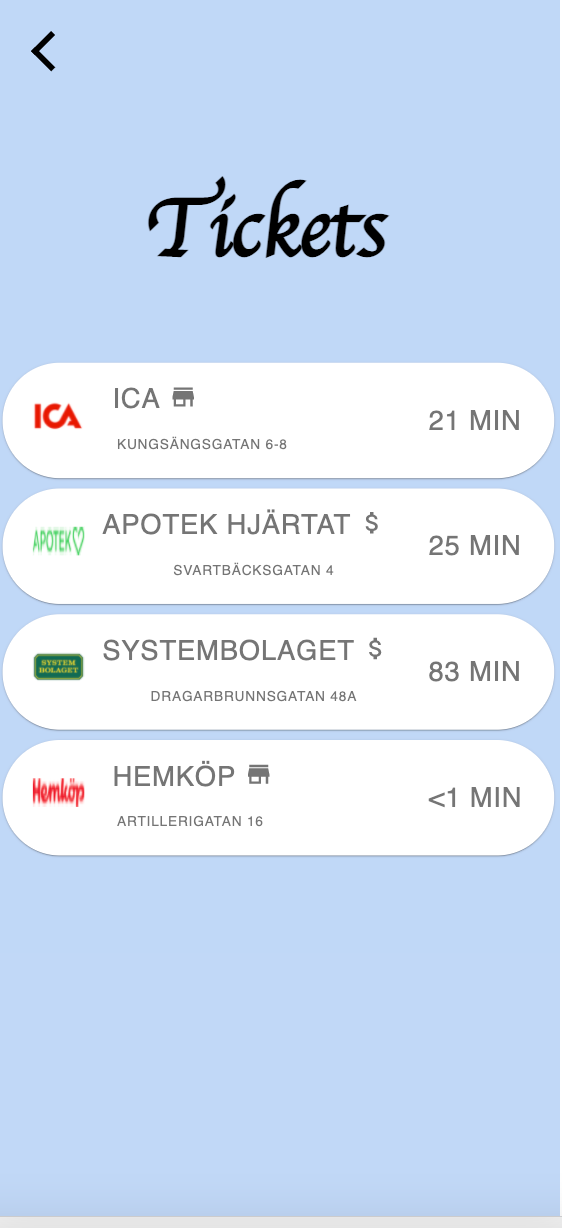 Tickets
ICA
ICA
KUNGSÄNGSGATAN 6-8
21 MIN
APOTEK
APOTEK HJÄRTAT $
SVARTBÄCKSGATAN 4
25 MIN
SYSTEM
BOLAGET
SYSTEMBOLAGET $
DRAGARBRUNNSGATAN 48A
83 MIN
Hemköp
HEMKÖP
ARTILLERIGATAN 16
<1 MIN